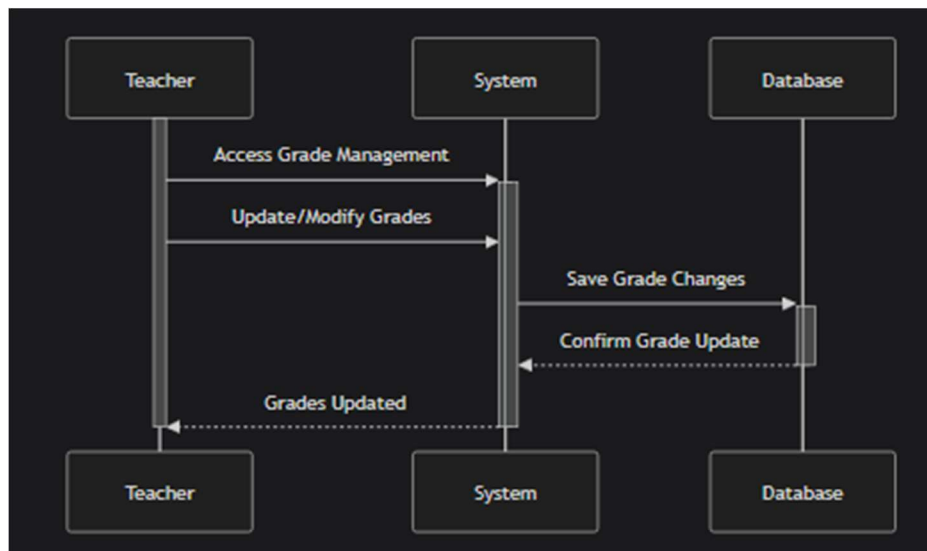 Teacher
System
Database
Access Grade Management
Update/Modify Grades
Save Grade Changes
Confirm Grade Update
Grades Updated
Teacher
System
Database